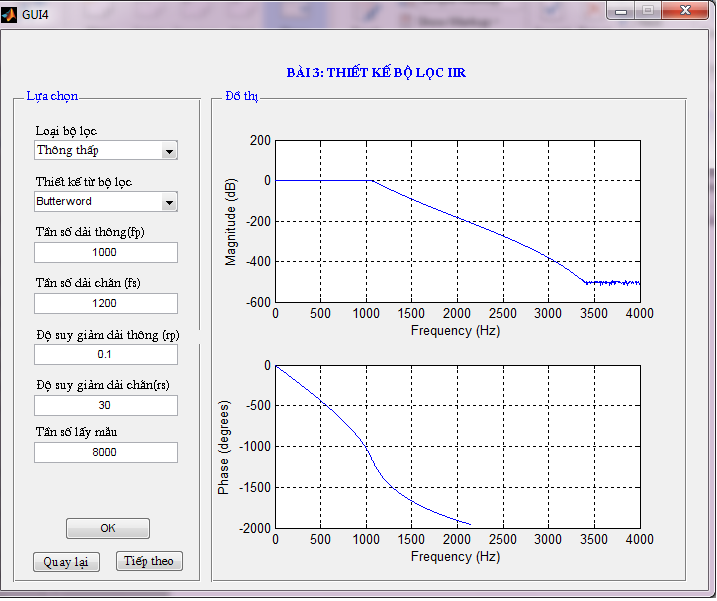 GUI4
BÀI 3: THIẾT KẾ BỘ LỌC IIR
Lựa chọn
Loại bộ lọc
Thông thấp
Thiết kế từ bộ lọc
Butterword
Tần số dải thông(fp)
1000
Tần số dải chắn (fs)
1200
Độ suy giảm dải thông (rp)
0.1
Độ suy giảm dải chắn(rs)
30
Tần số lấy mẫu
8000
OK
Quay lại
Tiếp theo
Đồ thị
200
0
-200
-400
-600
Magnitude (dB)
0 500 1000 1500 2000 2500 3000 3500 4000
Frequency (Hz)
0
-500
-1000
-1500
-2000
Phase (degrees)
0 500 1000 1500 2000 2500 3000 3500 4000
Frequency (Hz)